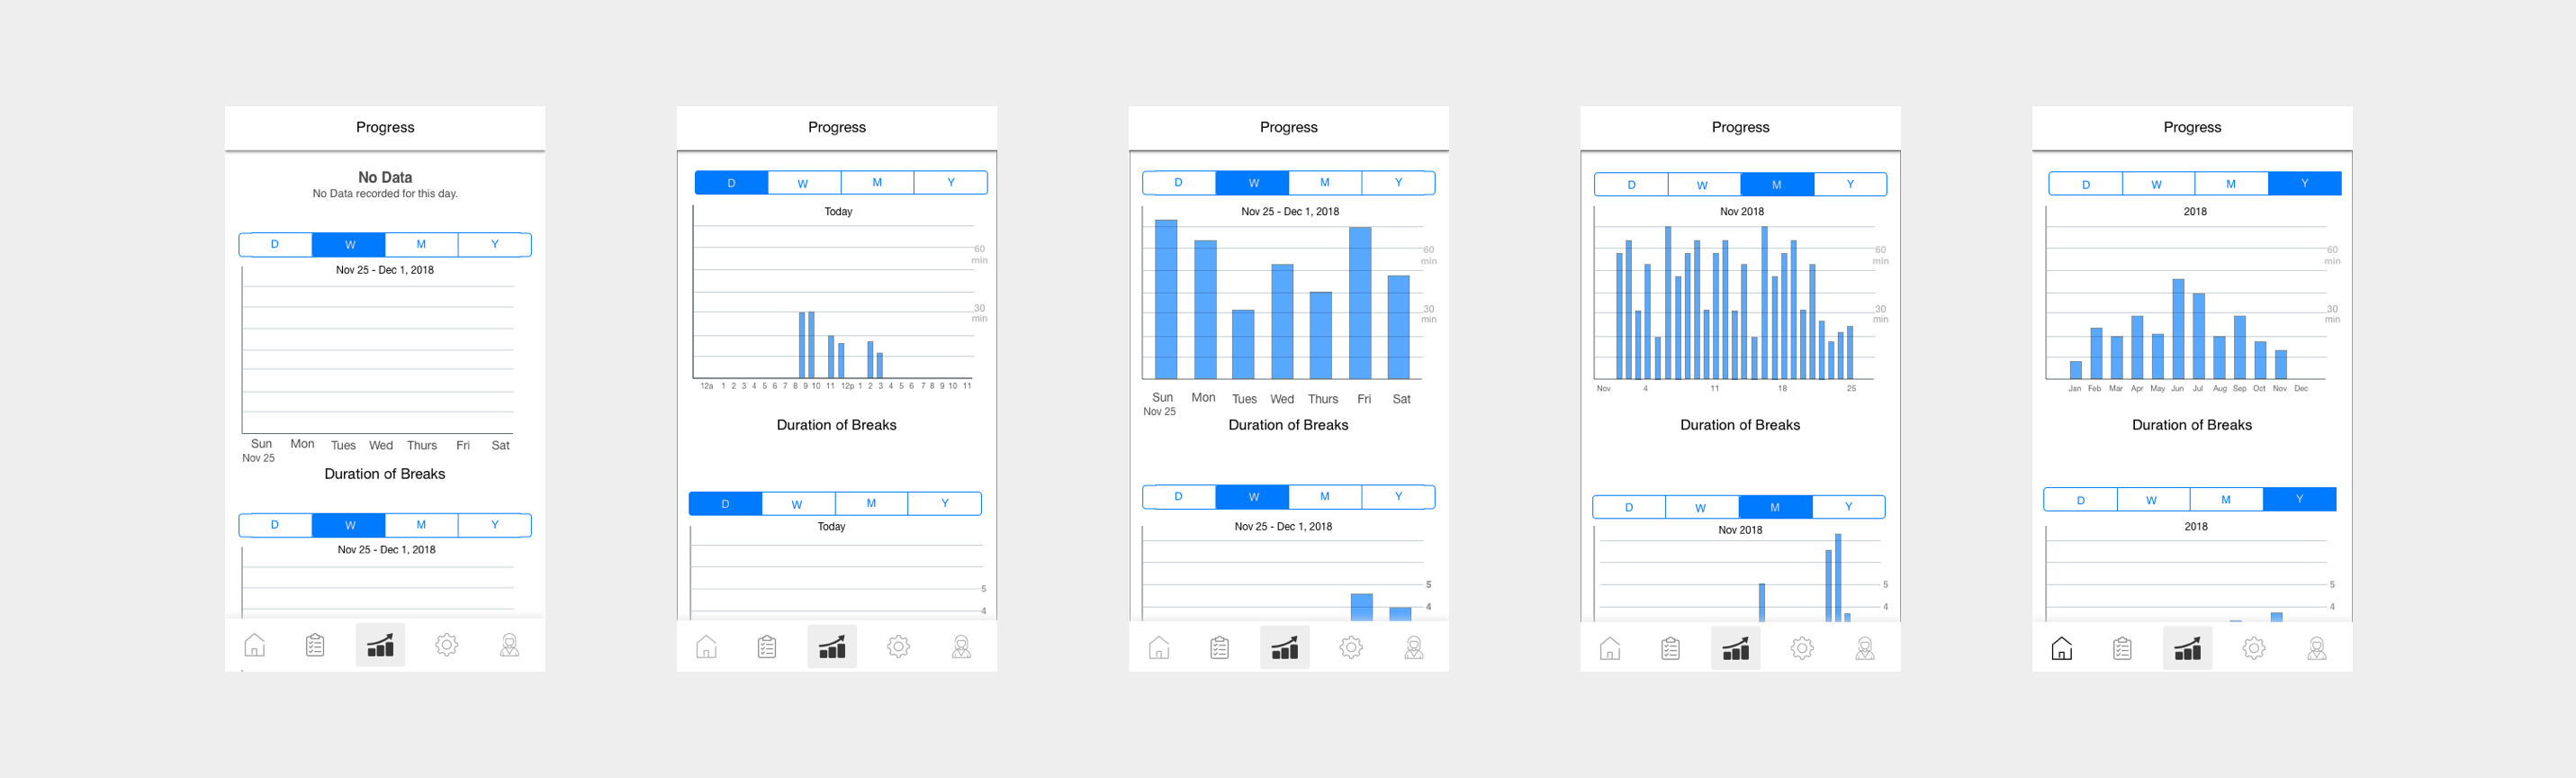 Progress
No Data
No Data recorded for this day.
D W M Y
Nov 25 - Dec 1, 2018
Sun Mon Tues Wed Thurs Fri Sat
Nov 25
Duration of Breaks
D W M Y
Nov 25 - Dec 1, 2018
Progress
D W M Y
Today
60
min
30
min
12a 1 2 3 4 5 6 7 8 9 10 11 12p 1 2 3 4 5 6 7 8 9 10 11
Duration of Breaks
D W M Y
Today
5
4
Progress
D W M Y
Nov 25 - Dec 1, 2018
60
min
30
min
Sun Mon Tues Wed Thurs Fri Sat
Nov 25
Duration of Breaks
D W M Y
Nov 25 - Dec 1, 2018
5
4
Progress
D W M Y
Nov 2018
60
min
30
min
Nov 4 11 18 25
Duration of Breaks
D W M Y
Nov 2018
5
4
Progress
D W M Y
2018
60
min
30
min
Jan Feb Mar Apr May Jun Jul Aug Sep Oct Nov Dec
Duration of Breaks
D W M Y
2018
5
4